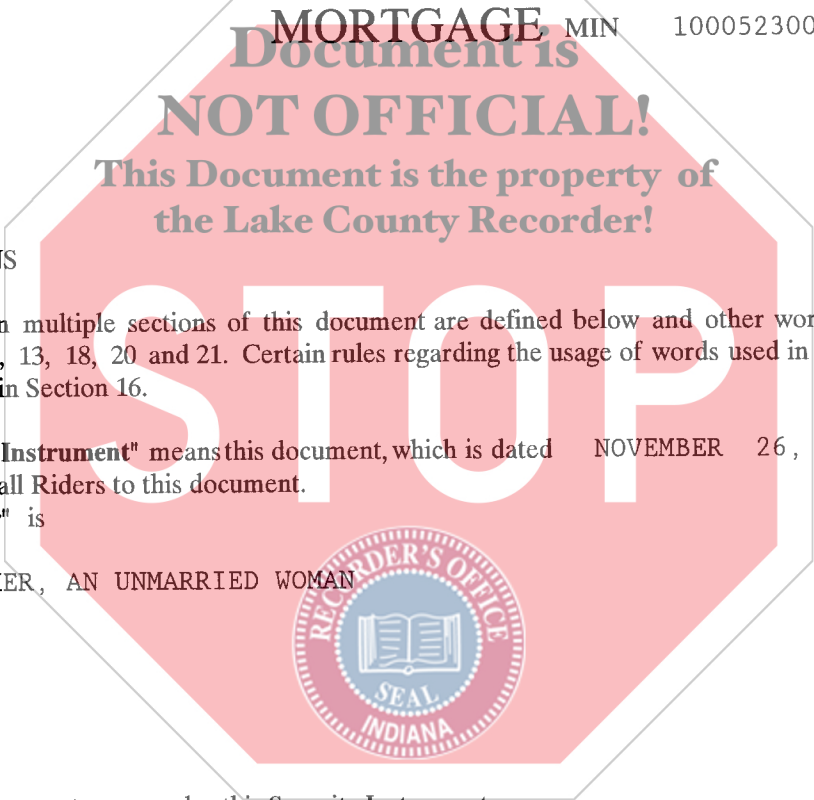 MORTGAGE MIN 100052300
Document is
NOT OFFICIAL!
This Document is the property of
the Lake County Recorder!
NS
n multiple sections of this document are defined below and other wor
, 13, 18, 20 and 21. Certain rules regarding the usage of words used in
in Section 16.
STOP
Instrument" means this document, which is dated NOVEMBER 26,
all Riders to this document.
" is
ER, AN UNMARRIED WOMAN
RECORDER'S OFFICE
SEAL
INDIANA